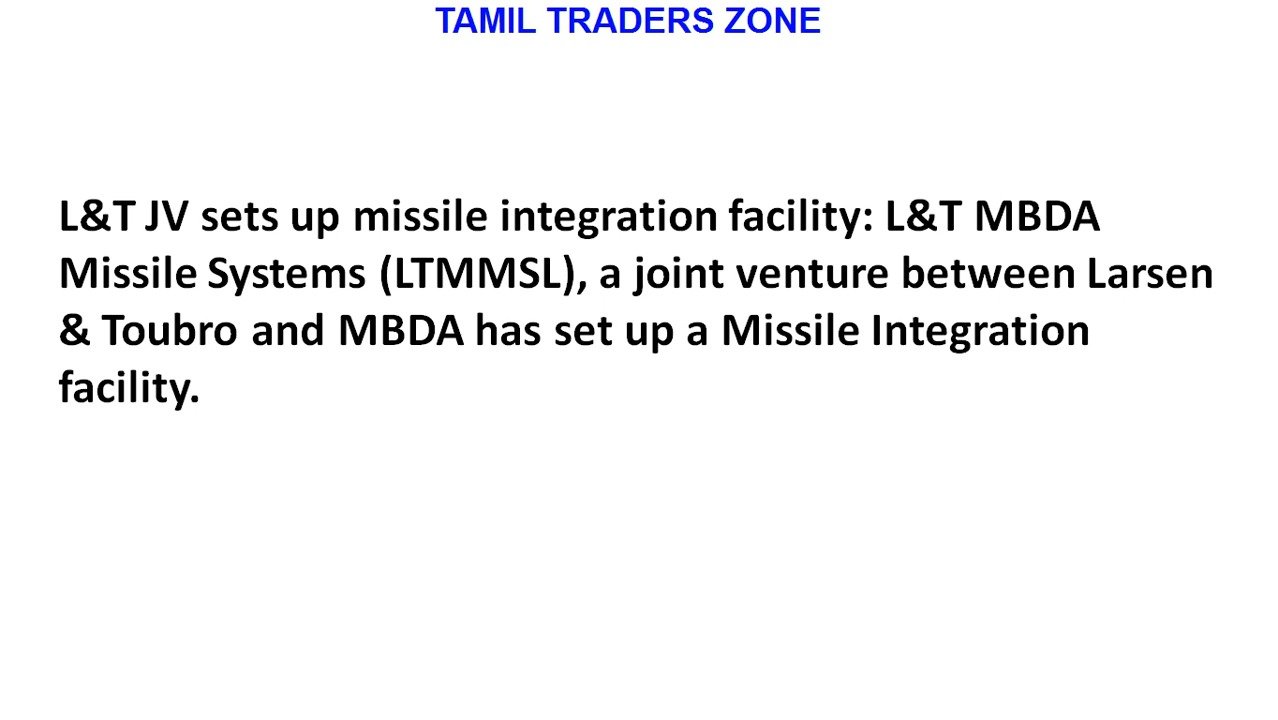 TAMIL TRADERS ZONE
L&T JV sets up missile integration facility: L&T MBDA
Missile Systems (LTMMSL), a joint venture between Larsen
& Toubro and MBDA has set up a Missile Integration
facility.